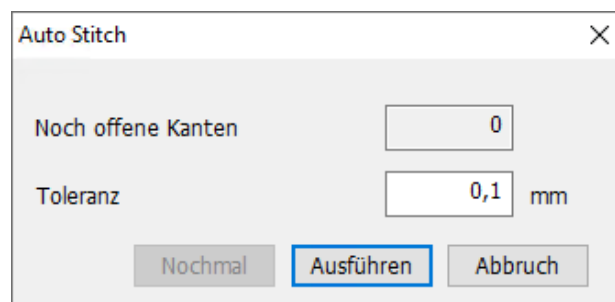 Auto Stitch
Noch offene Kanten 0
Toleranz 0,1 mm
Nochmal Ausführen Abbruch